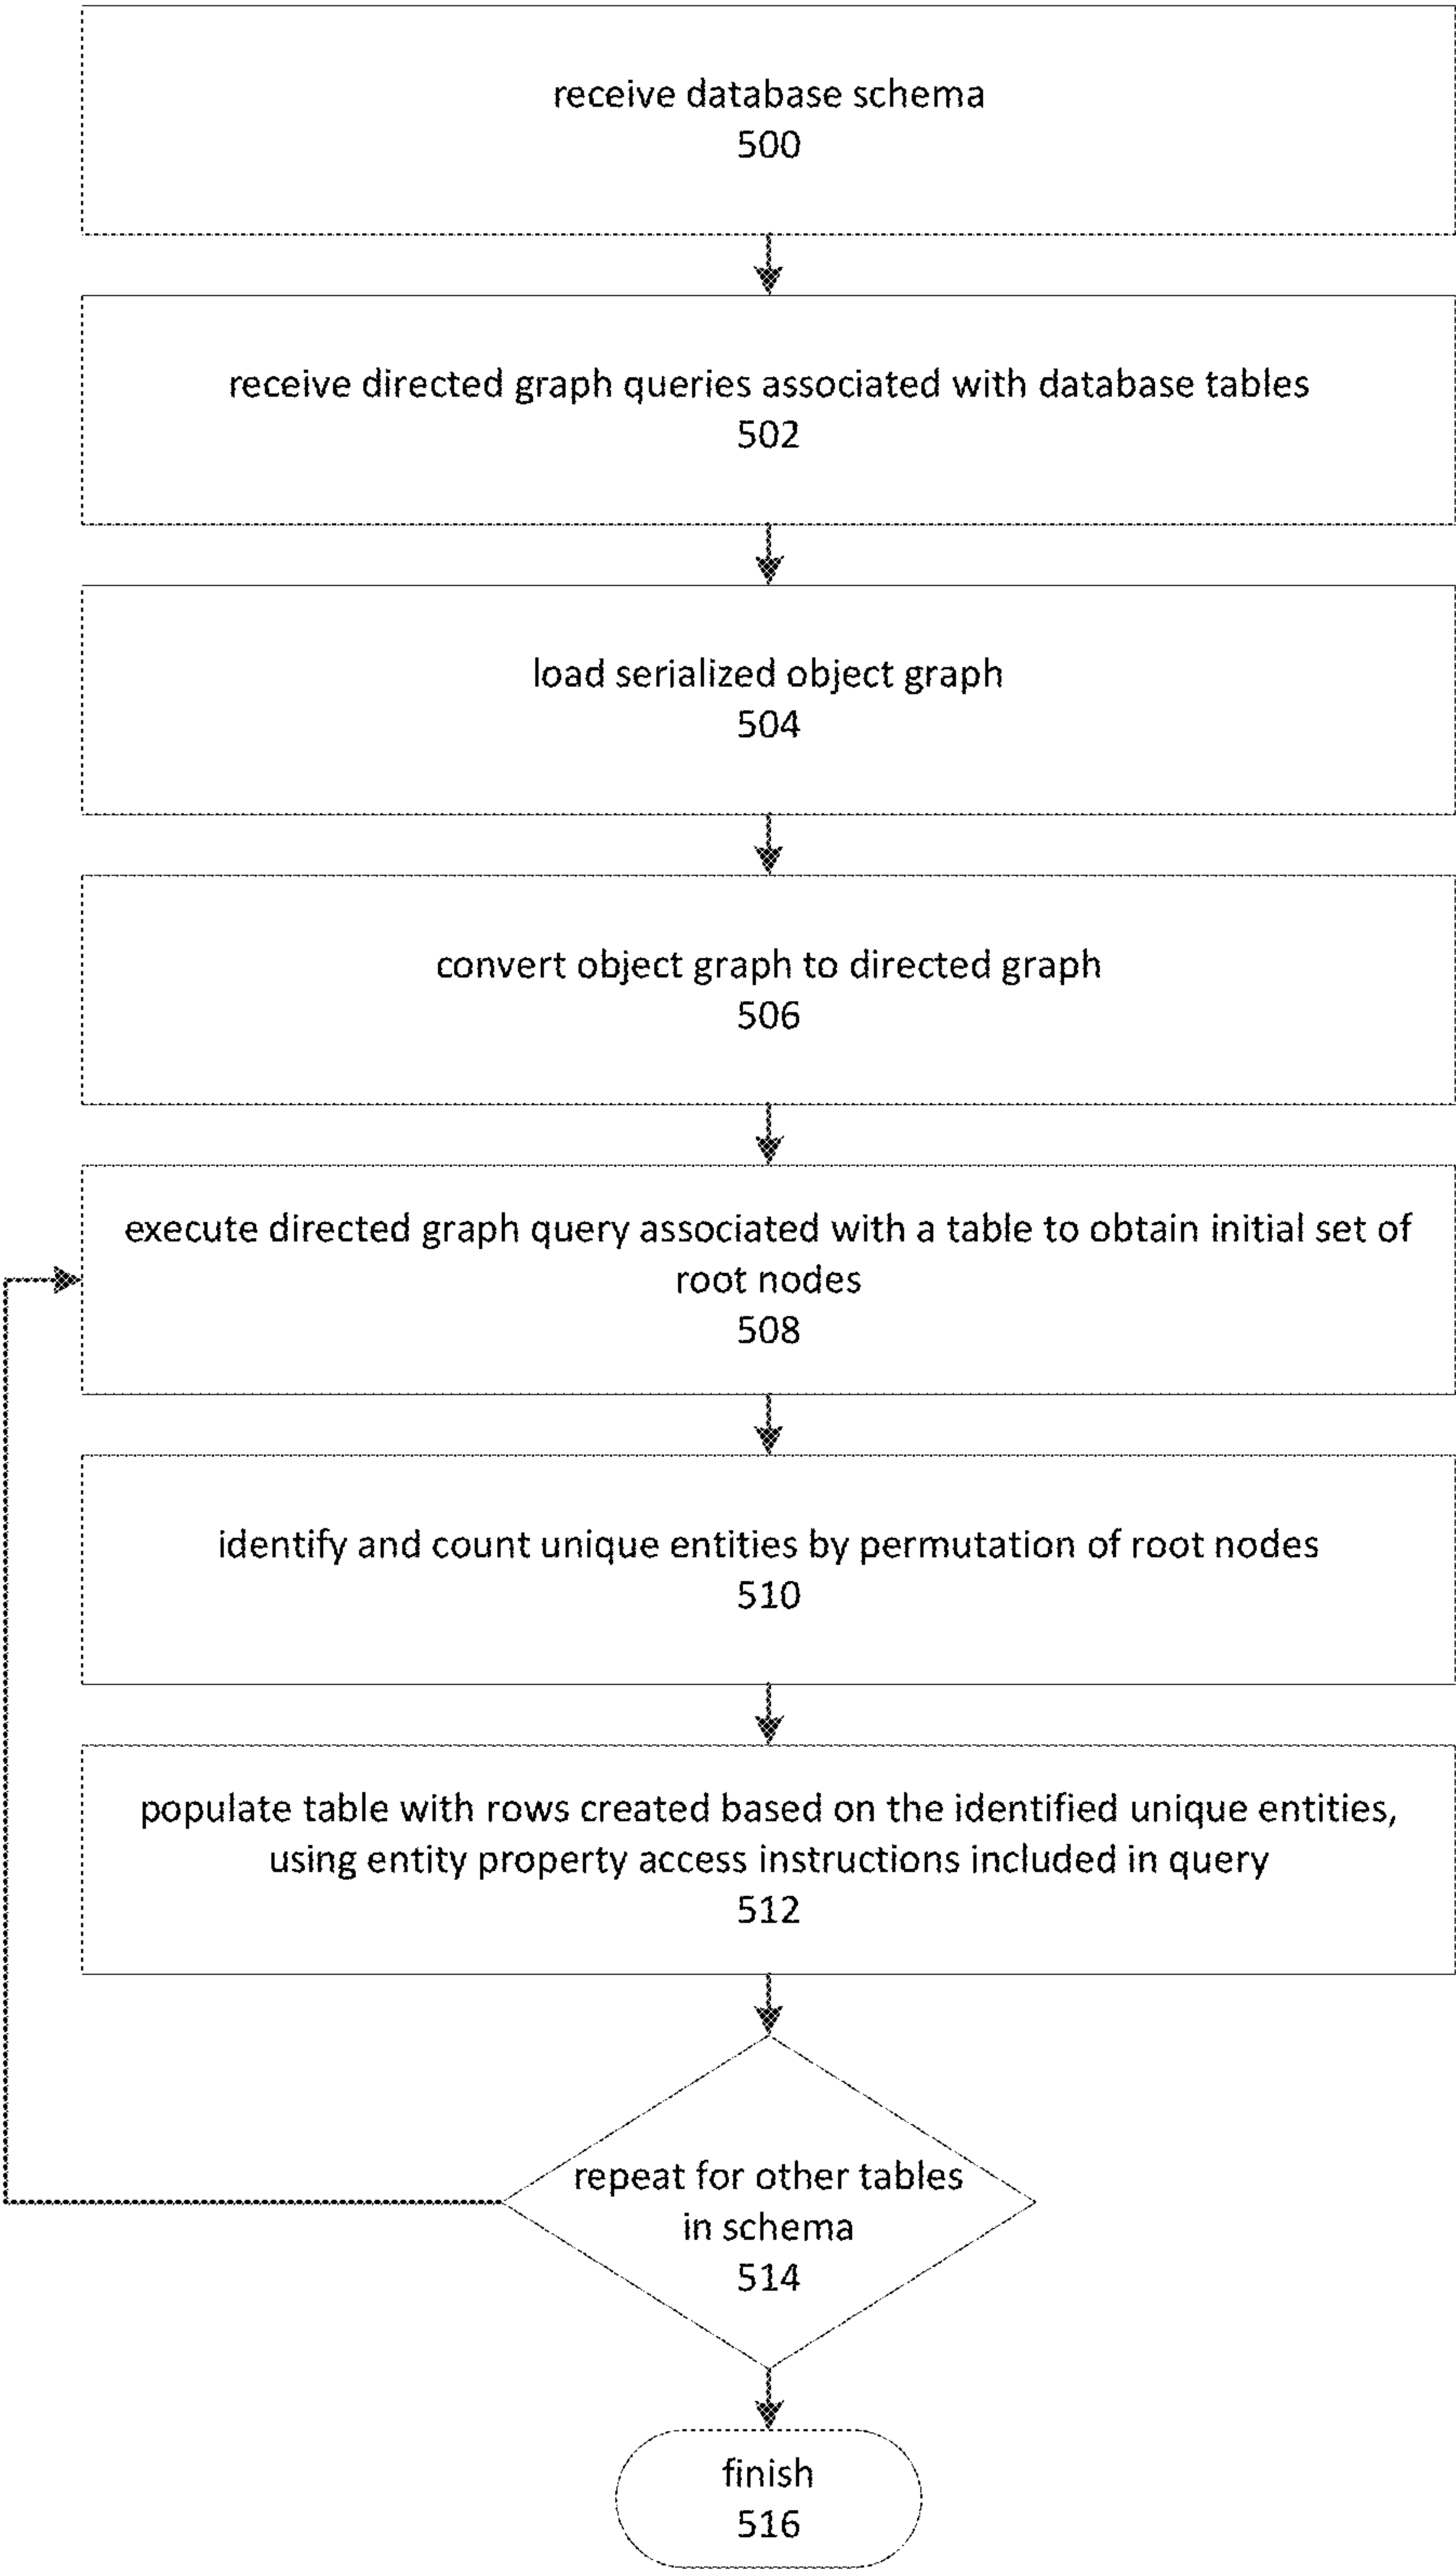 receive database schema
500
receive directed graph queries associated with database tables
502
load serialized object graph
504
convert object graph to directed graph
506
execute directed graph query associated with a table to obtain initial set of
root nodes
508
identify and count unique entities by permutation of root nodes
510
populate table with rows created based on the identified unique entities,
using entity property access instructions included in query
512
repeat for other tables
in schema
514
finish
516